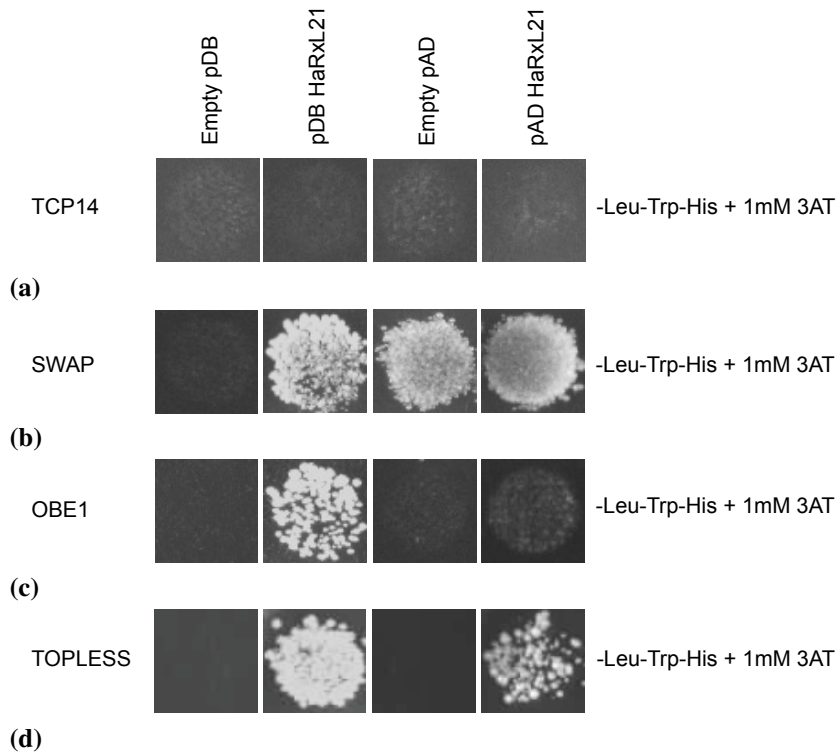 Empty pDB
pDB HaRxL21
Empty pAD
pAD HaRxL21
TCP14
-Leu-Trp-His + 1mM 3AT
(a)
SWAP
-Leu-Trp-His + 1mM 3AT
(b)
OBE1
-Leu-Trp-His + 1mM 3AT
(c)
TOPLESS
-Leu-Trp-His + 1mM 3AT
(d)